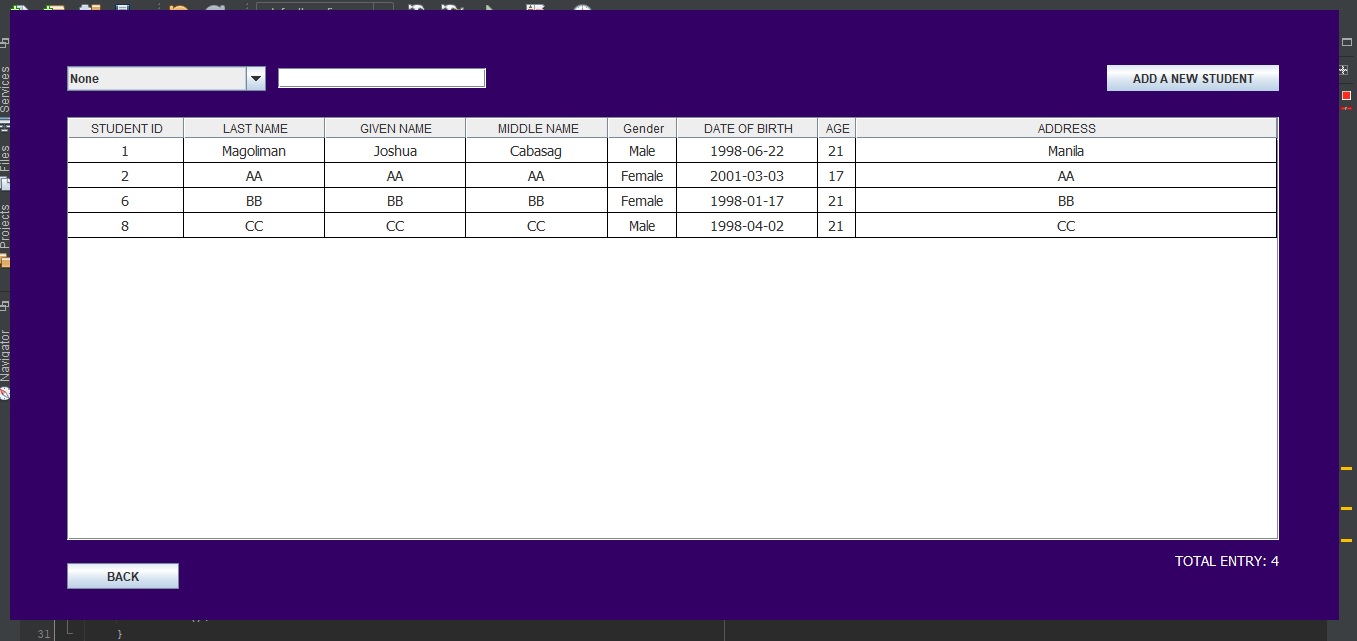 None
ADD A NEW STUDENT
STUDENT ID LAST NAME GIVEN NAME MIDDLE NAME Gender DATE OF BIRTH AGE ADDRESS
1 Magoliman Joshua Cabasag Male 1998-06-22 21 Manila
2 AA AA AA Female 2001-03-03 17 AA
6 BB BB BB Female 1998-01-17 21 BB
8 CC CC CC Male 1998-04-02 21 CC
TOTAL ENTRY: 4
BACK
Services
Files
Projects
Navigator
31 }